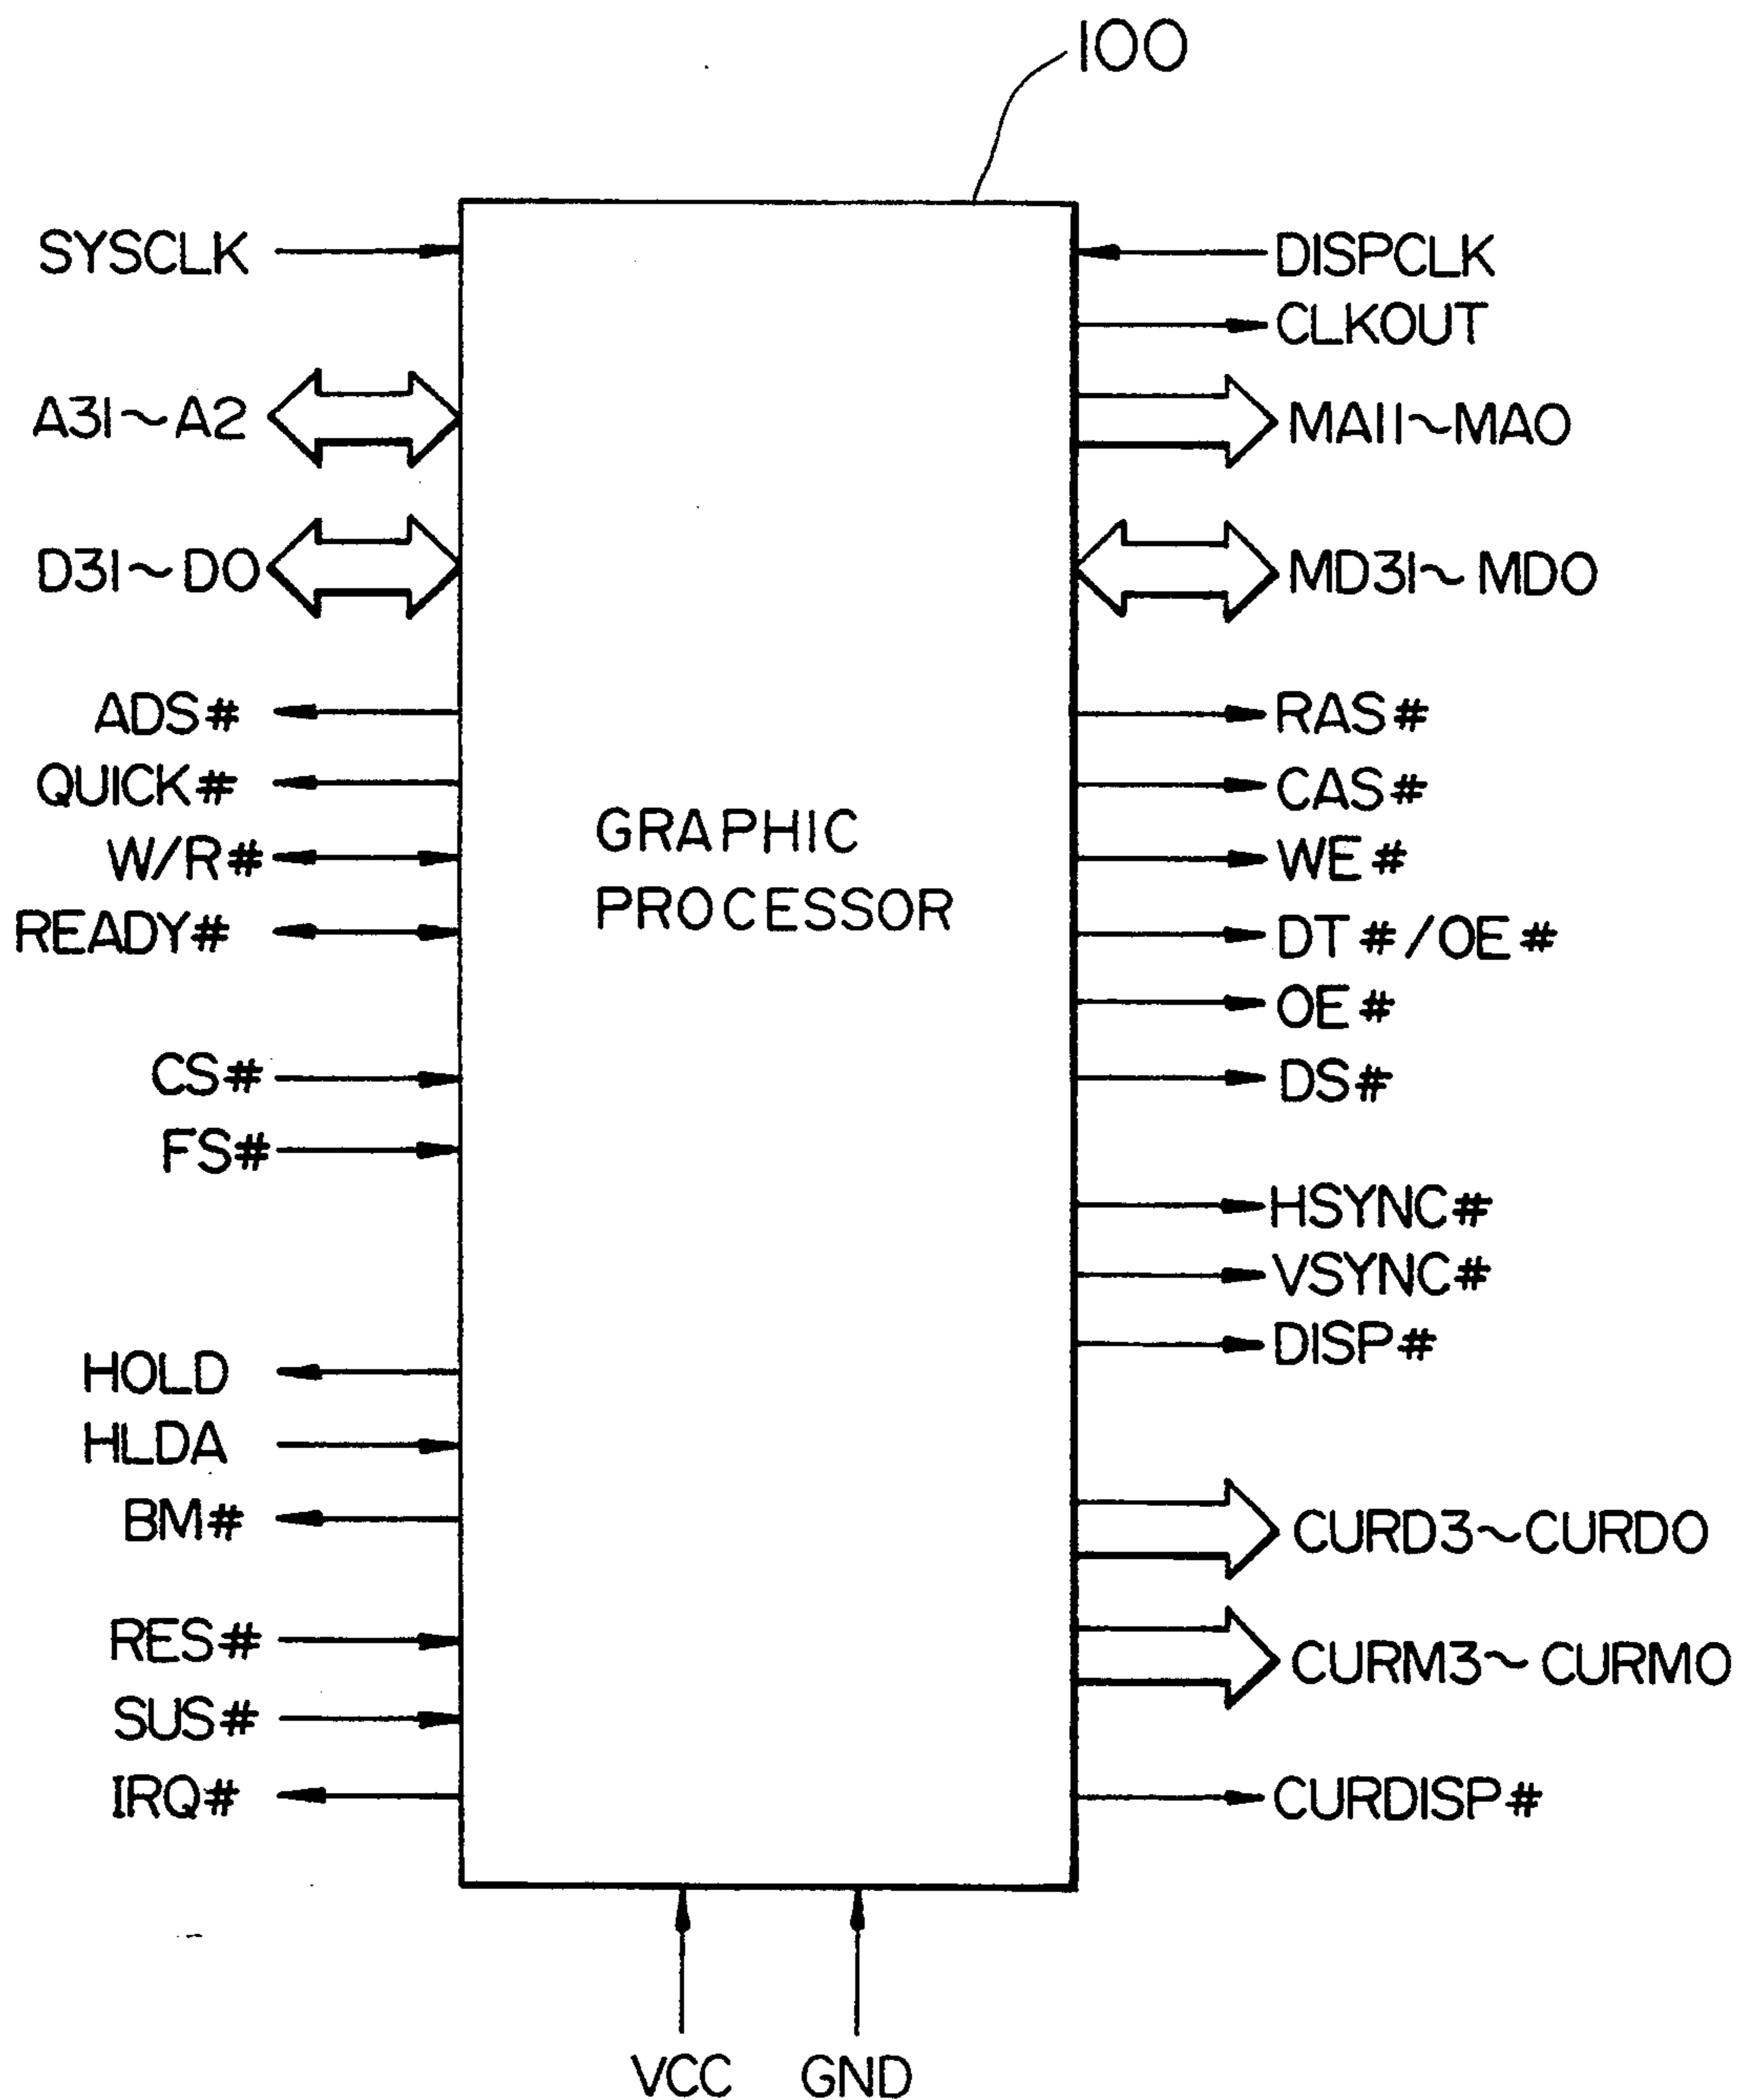 100
SYSCLK
A31~A2
D31~D0
ADS#
QUICK#
W/R#
READY#
CS#
FS#
HOLD
HLDA
BM#
RES#
SUS#
IRQ#
GRAPHIC
PROCESSOR
DISPCLK
CLKOUT
MA11~MA0
MD31~MD0
RAS#
CAS#
WE#
DT#/OE#
OE#
DS#
HSYNC#
VSYNC#
DISP#
CURD3~CURD0
CURM3~CURM0
CURDISP#
VCC GND